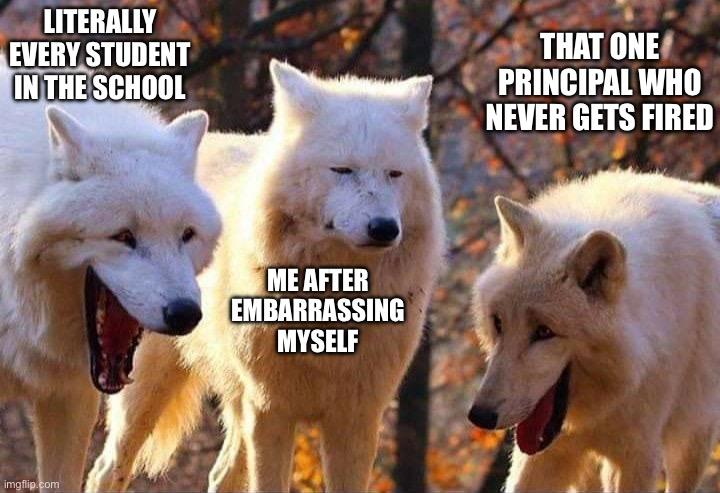 LITERALLY
EVERY STUDENT
IN THE SCHOOL
THAT ONE
PRINCIPAL WHO
NEVER GETS FIRED
ME AFTER
EMBARRASSING
MYSELF
imgflip.com